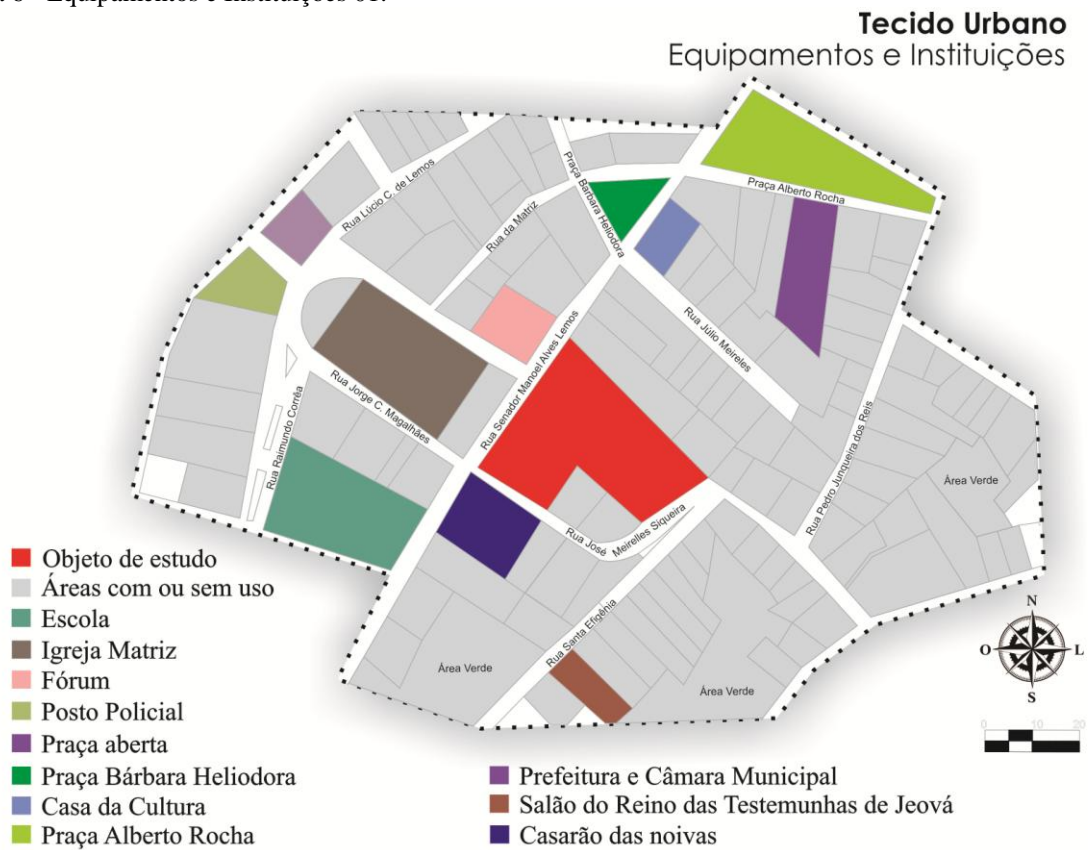 Equipamentos e Instituições 01.
Tecido Urbano
Equipamentos e Instituições
Praça Bárbara Heliodora
Praça Alberto Rocha
Rua Lúcio C. de Lemos
Rua da Matriz
Rua Senador Manoel Alves Lemos
Rua Júlio Meireles
Rua Jorge C. Magalhães
Rua Raimundo Corrêa
Rua Pedro Junqueira dos Reis
Área Verde
Rua José Meirelles Siqueira
Rua Santa Efigênia
Área Verde
Área Verde
N
O
L
S
0 10 20
Objeto de estudo
Áreas com ou sem uso
Escola
Igreja Matriz
Fórum
Posto Policial
Praça aberta
Praça Bárbara Heliodora
Casa da Cultura
Praça Alberto Rocha
Prefeitura e Câmara Municipal
Salão do Reino das Testemunhas de Jeová
Casarão das noivas